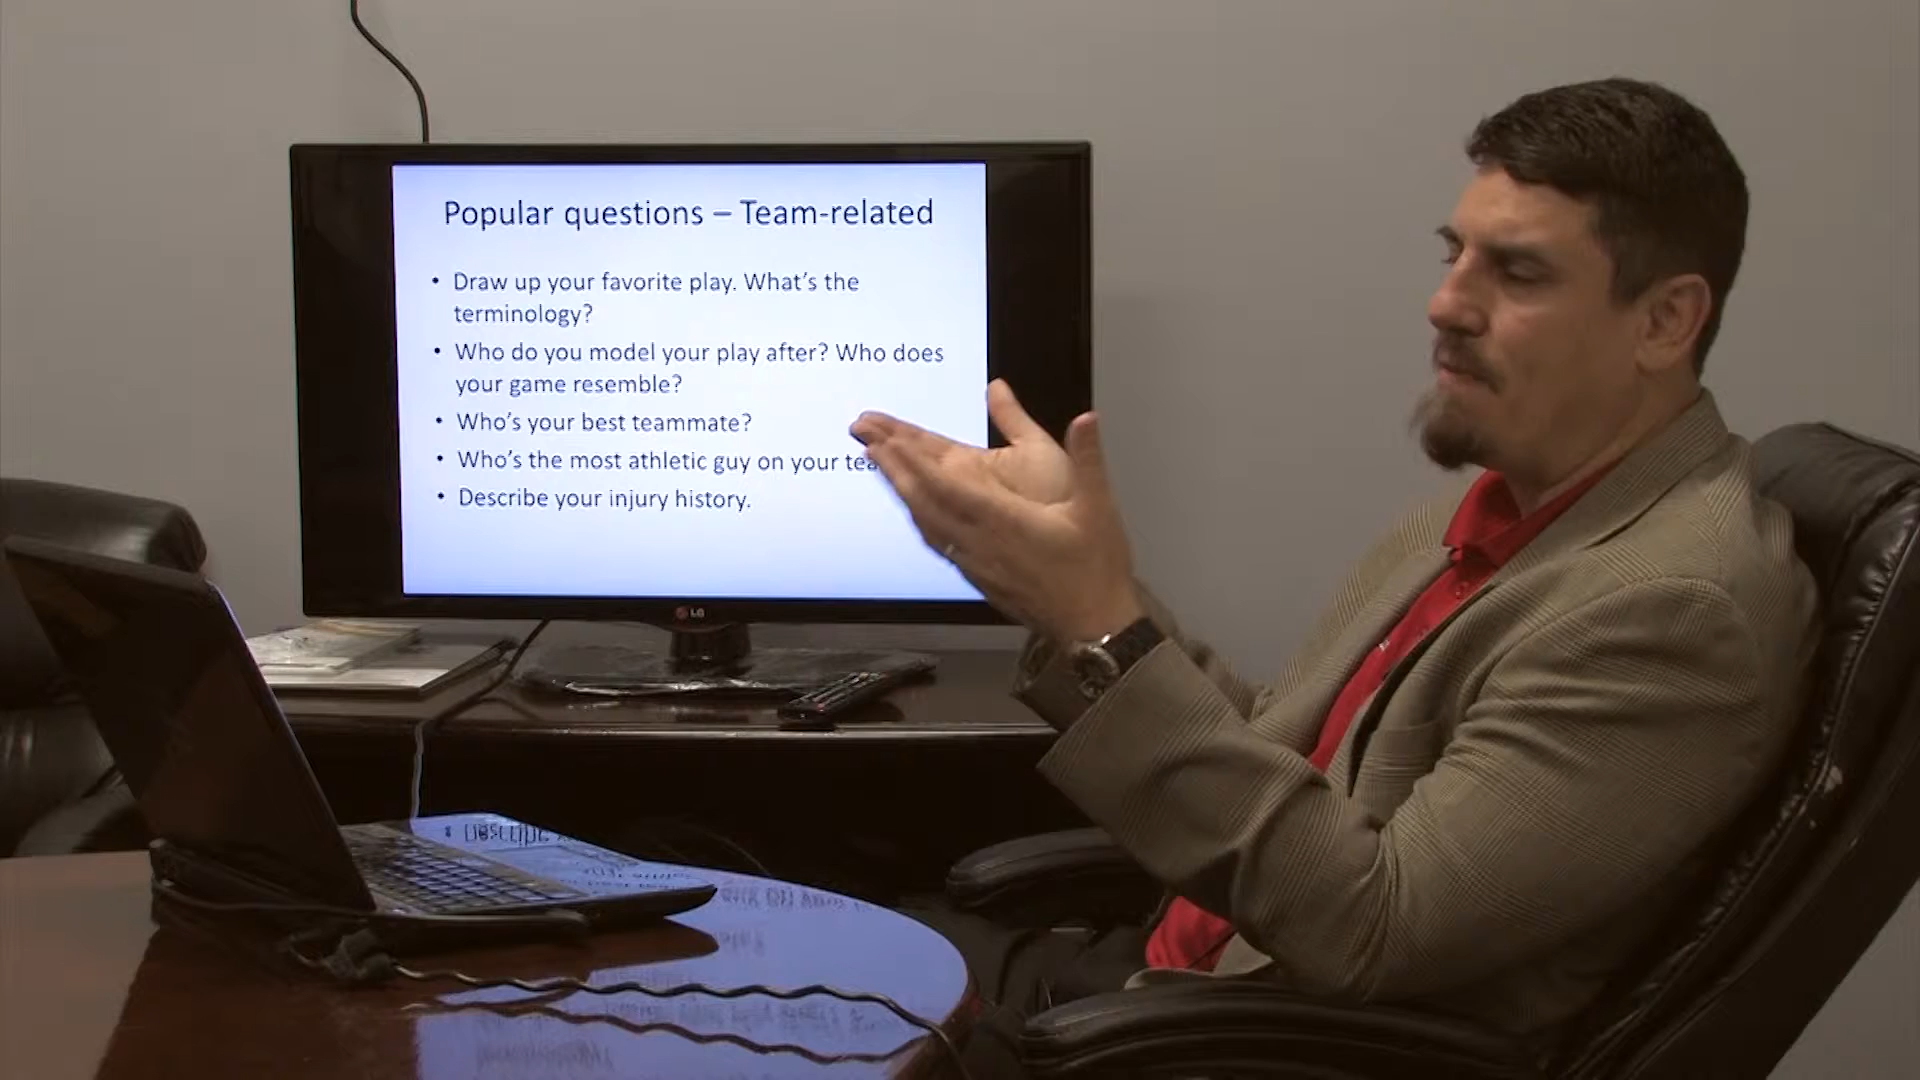 Popular questions – Team-related
• Draw up your favorite play. What's the
terminology?
• Who do you model your play after? Who does
your game resemble?
• Who's your best teammate?
• Who's the most athletic guy on your
• Describe your injury history.
LG